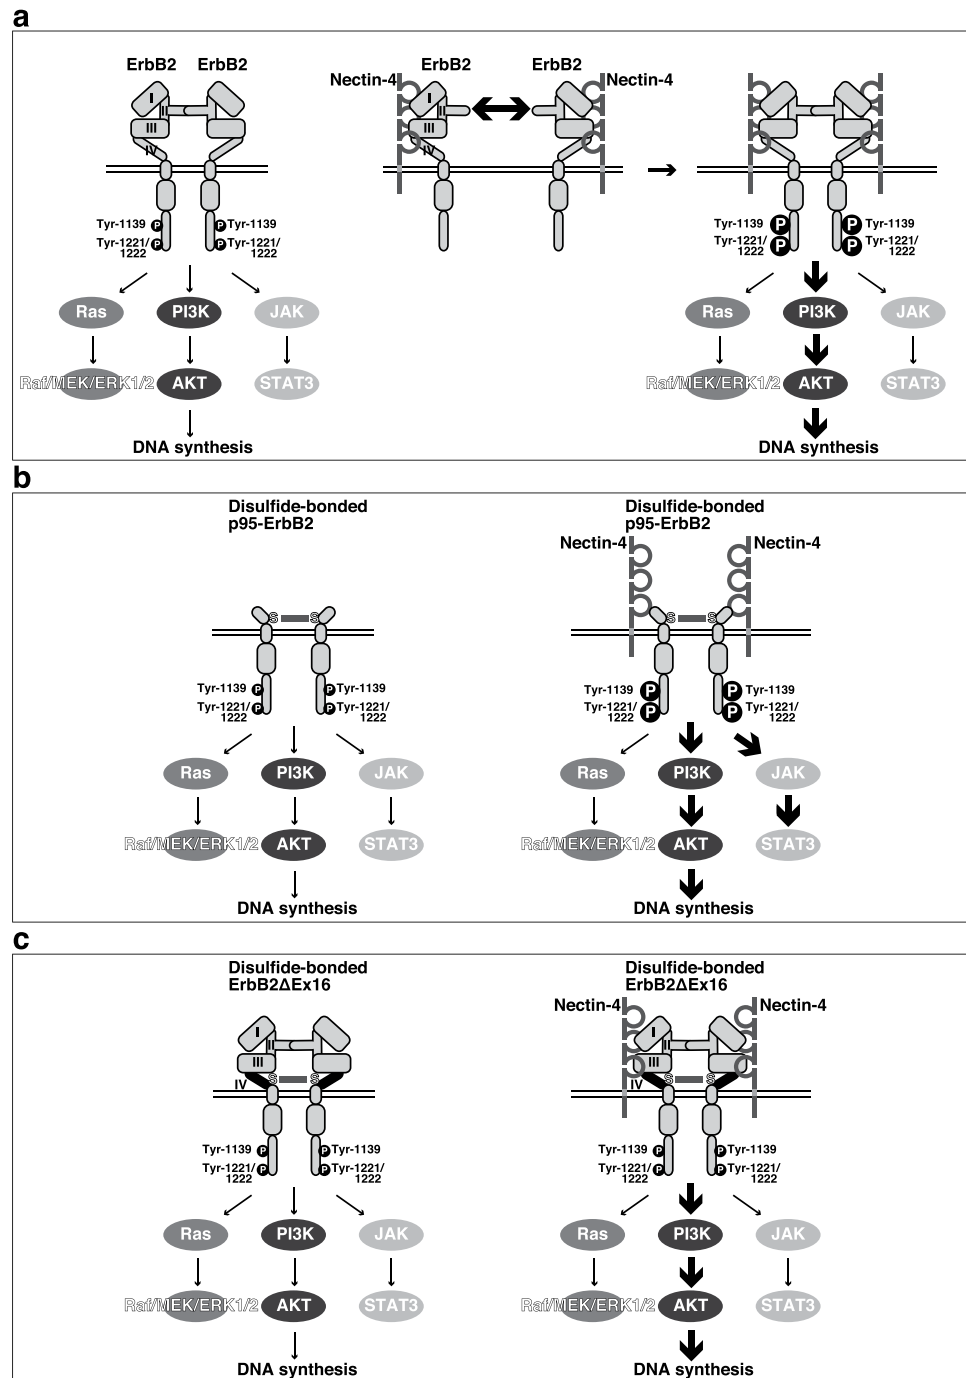 a
ErbB2 ErbB2
I
II
III
IV
Tyr-1139
Tyr-1221/
1222
P
P
P
P
Tyr-1139
Tyr-1221/
1222
Ras PI3K JAK
Raf/MEK/ERK1/2 AKT STAT3
DNA synthesis
Nectin-4 ErbB2 ErbB2 Nectin-4
I
II
III
IV
Tyr-1139
Tyr-1221/
1222
P
P
P
P
Tyr-1139
Tyr-1221/
1222
Ras PI3K JAK
Raf/MEK/ERK1/2 AKT STAT3
DNA synthesis
b
Disulfide-bonded
p95-ErbB2
S S
Tyr-1139
Tyr-1221/
1222
P
P
P
P
Tyr-1139
Tyr-1221/
1222
Ras PI3K JAK
Raf/MEK/ERK1/2 AKT STAT3
DNA synthesis
Disulfide-bonded
p95-ErbB2
Nectin-4 Nectin-4
S S
Tyr-1139
Tyr-1221/
1222
P
P
P
P
Tyr-1139
Tyr-1221/
1222
Ras PI3K JAK
Raf/MEK/ERK1/2 AKT STAT3
DNA synthesis
c
Disulfide-bonded
ErbB2ΔEx16
I
II
III
IV
S S
Tyr-1139
Tyr-1221/
1222
P
P
P
P
Tyr-1139
Tyr-1221/
1222
Ras PI3K JAK
Raf/MEK/ERK1/2 AKT STAT3
DNA synthesis
Disulfide-bonded
ErbB2ΔEx16
Nectin-4 Nectin-4
I
II
III
IV
S S
Tyr-1139
Tyr-1221/
1222
P
P
P
P
Tyr-1139
Tyr-1221/
1222
Ras PI3K JAK
Raf/MEK/ERK1/2 AKT STAT3
DNA synthesis